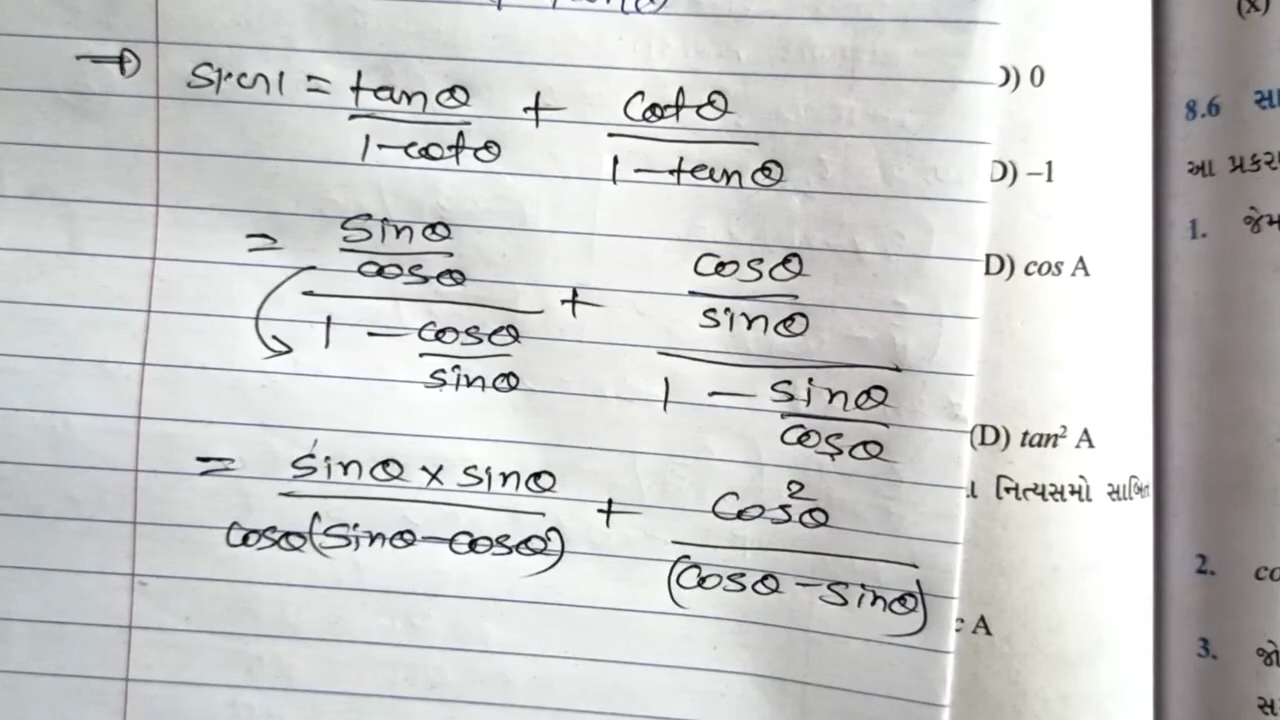 ⇒ ડા.બા = tanθ/1-cotθ + cotθ/1-tanθ
= sinθ/cosθ / 1 - cosθ/sinθ + cosθ/sinθ / 1 - sinθ/cosθ
= sinθ x sinθ / cosθ(sinθ-cosθ) + cos²θ / (cosθ-sinθ)
D) -1
D) cos A
(D) tan² A
નિત્યસમો સાબિત
A
(x)
8.6 સા
આ પ્રકર
1. જેમ
2. co
3. જો
સ